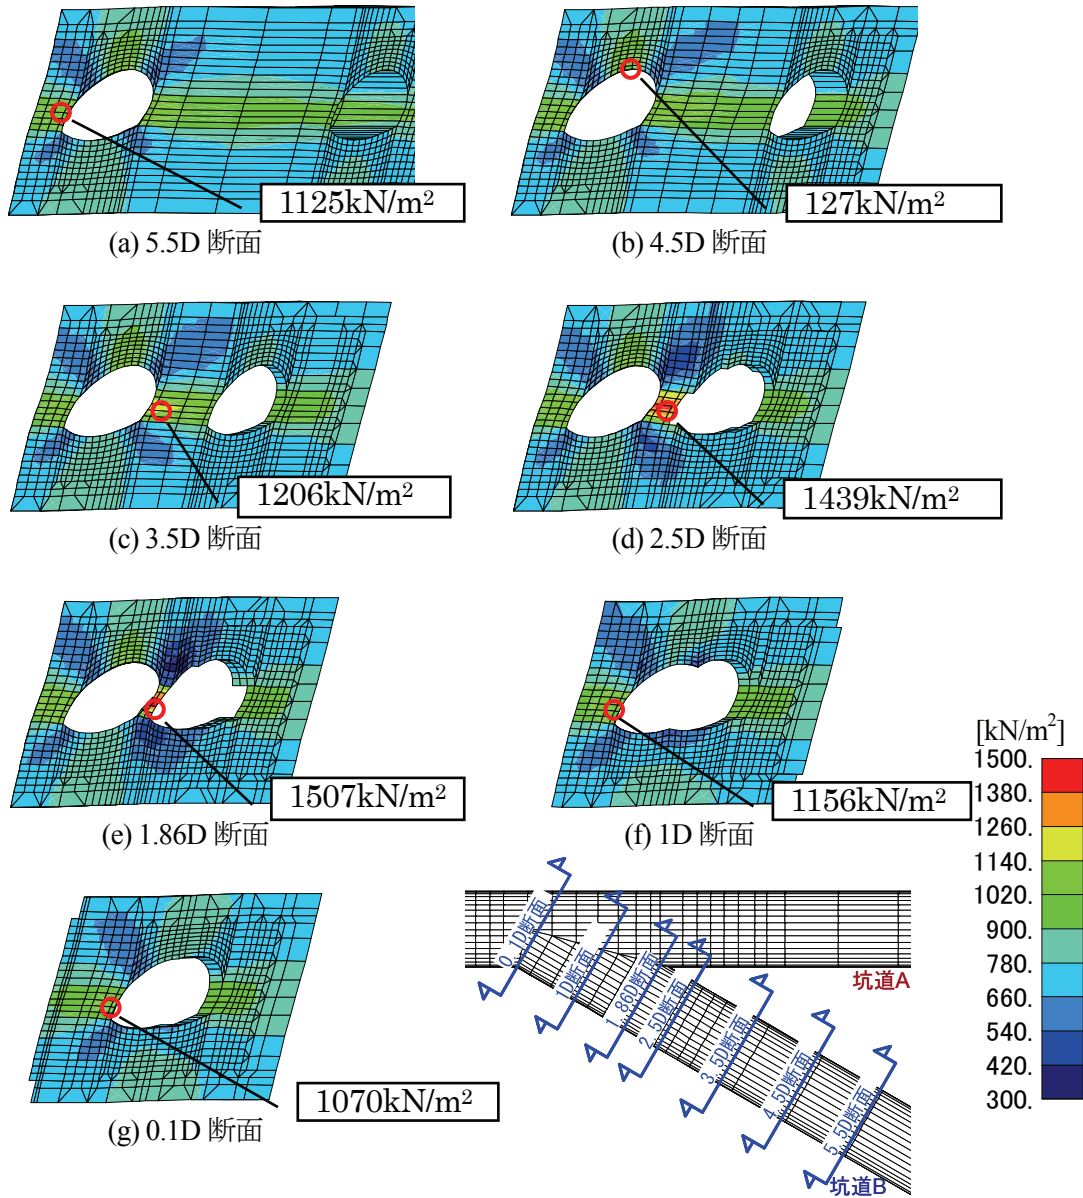 1125kN/m²
(a) 5.5D 断面
127kN/m²
(b) 4.5D 断面
1206kN/m²
(c) 3.5D 断面
1439kN/m²
(d) 2.5D 断面
1507kN/m²
(e) 1.86D 断面
1156kN/m²
(f) 1D 断面
1070kN/m²
(g) 0.1D 断面
0.1D断面
1D断面
1.86D断面
2.5D断面
3.5D断面
4.5D断面
5.5D断面
坑道A
坑道B
[kN/m²]
1500.
1380.
1260.
1140.
1020.
900.
780.
660.
540.
420.
300.